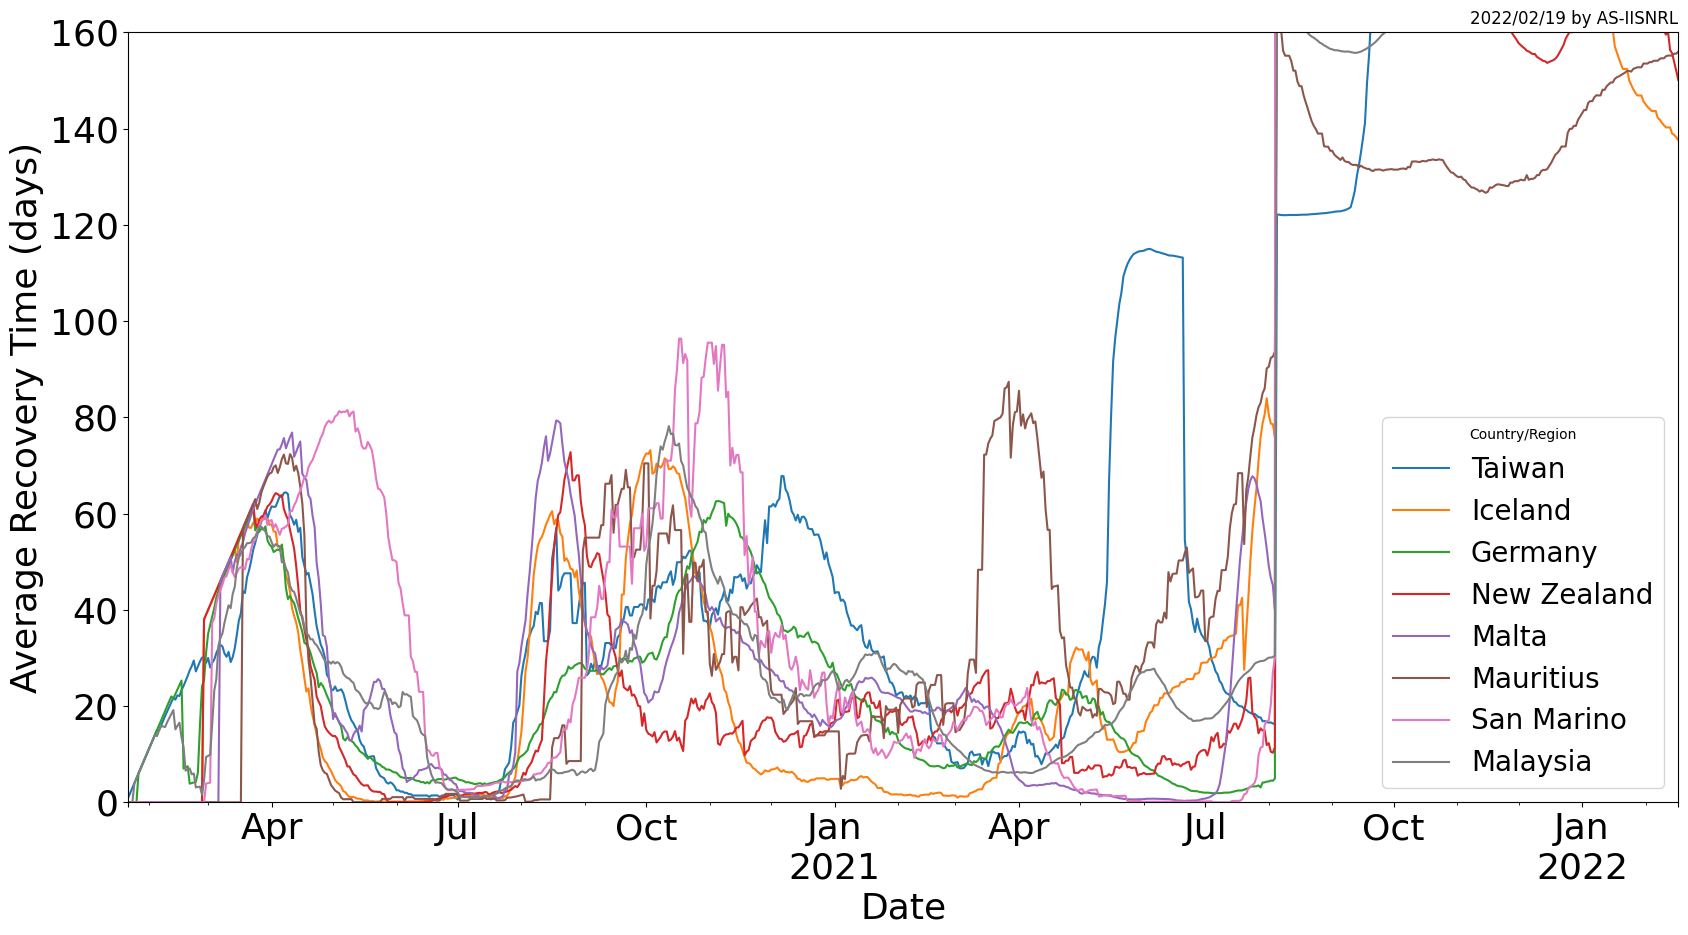 2022/02/19 by AS-IISNRL
160
140
120
100
80
60
40
20
0
Average Recovery Time (days)
Country/Region
Taiwan
Iceland
Germany
New Zealand
Malta
Mauritius
San Marino
Malaysia
Apr Jul Oct Jan Apr Jul Oct Jan
2021 2022
Date